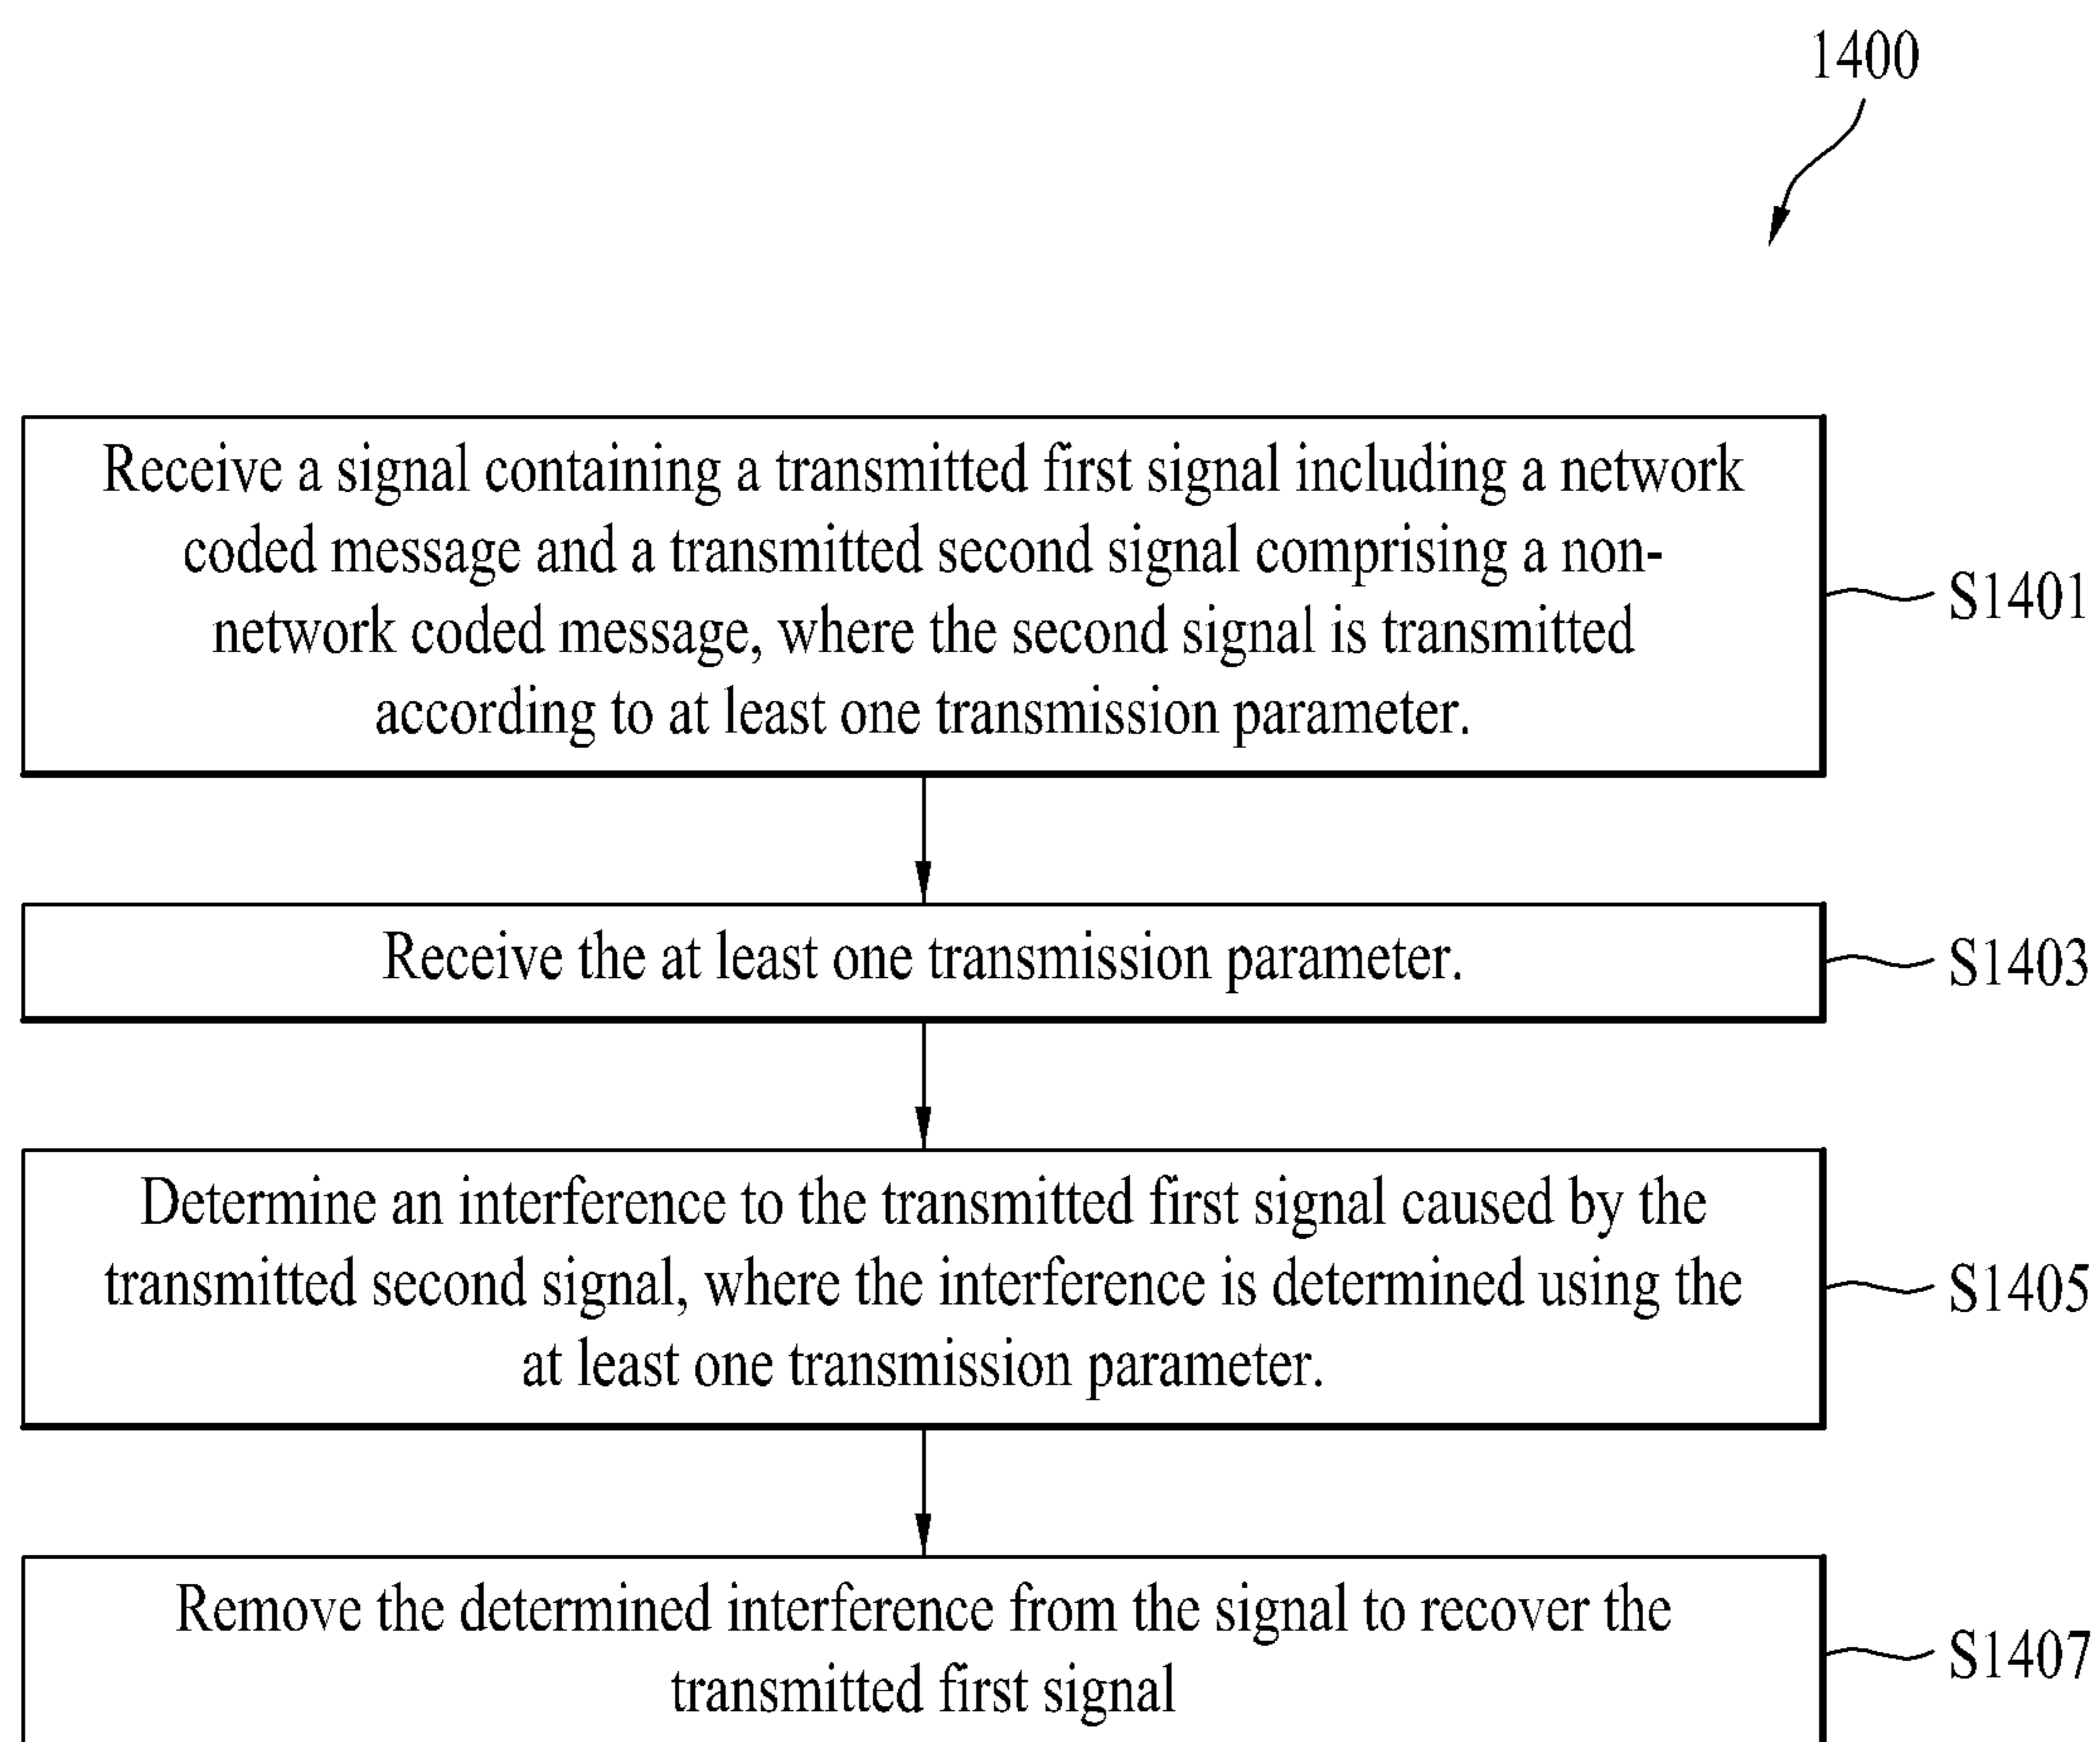 1400
Receive a signal containing a transmitted first signal including a network
coded message and a transmitted second signal comprising a non-
network coded message, where the second signal is transmitted
according to at least one transmission parameter.
S1401
Receive the at least one transmission parameter.
S1403
Determine an interference to the transmitted first signal caused by the
transmitted second signal, where the interference is determined using the
at least one transmission parameter.
S1405
Remove the determined interference from the signal to recover the
transmitted first signal
S1407